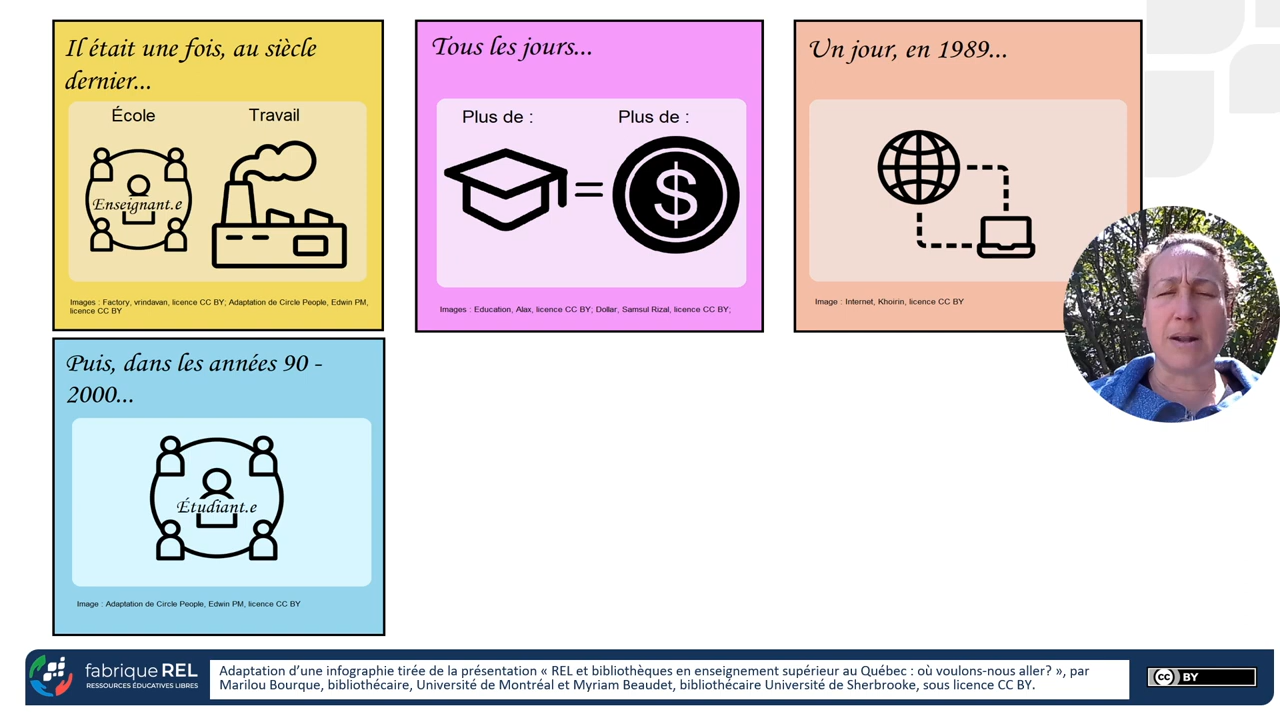 Il était une fois, au siècle
dernier...
École
Travail
Enseignant.e
Images : Factory, vrindavan, licence CC BY; Adaptation de Circle People, Edwin PM,
licence CC BY
Tous les jours...
Plus de :
Plus de :
=
$
Images : Education, Alax, licence CC BY; Dollar, Samsul Rizal, licence CC BY;
Un jour, en 1989...
Image : Internet, Khoirin, licence CC BY
Puis, dans les années 90 -
2000...
Étudiant.e
Image : Adaptation de Circle People, Edwin PM, licence CC BY
fabrique REL
RESSOURCES ÉDUCATIVES LIBRES
Adaptation d'une infographie tirée de la présentation « REL et bibliothèques en enseignement supérieur au Québec : où voulons-nous aller? », par
Marilou Bourque, bibliothécaire, Université de Montréal et Myriam Beaudet, bibliothécaire Université de Sherbrooke, sous licence CC BY.
cc BY